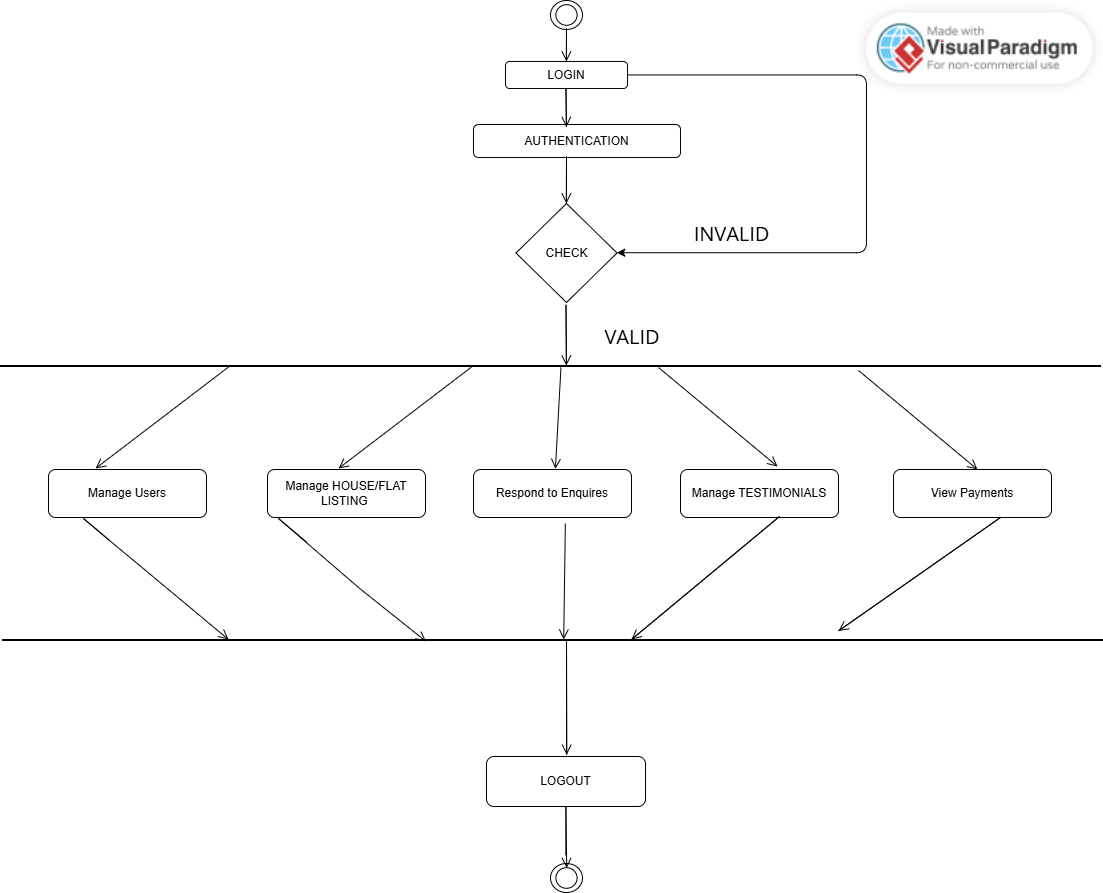 Made with
Visual Paradigm
For non-commercial use
LOGIN
AUTHENTICATION
INVALID
CHECK
VALID
Manage Users
Manage HOUSE/FLAT
LISTING
Respond to Enquires
Manage TESTIMONIALS
View Payments
LOGOUT